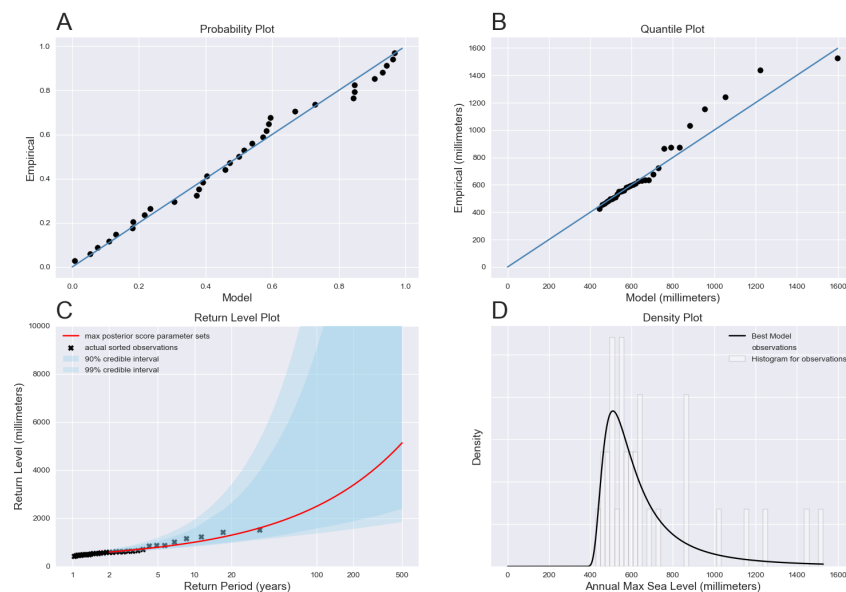 A
Probability Plot
1.0
0.8
0.6
0.4
0.2
0.0
Empirical
0.0 0.2 0.4 0.6 0.8 1.0
Model
B
Quantile Plot
1600
1400
1200
1000
800
600
400
200
0
Empirical (millimeters)
0 200 400 600 800 1000 1200 1400 1600
Model (millimeters)
C
Return Level Plot
10000
8000
6000
4000
2000
0
Return Level (millimeters)
max posterior score parameter sets
actual sorted observations
90% credible interval
99% credible interval
1 2 5 10 20 100 200 500
Return Period (years)
D
Density Plot
Density
Best Model
observations
Histogram for observations
0 200 400 600 800 1000 1200 1400
Annual Max Sea Level (millimeters)